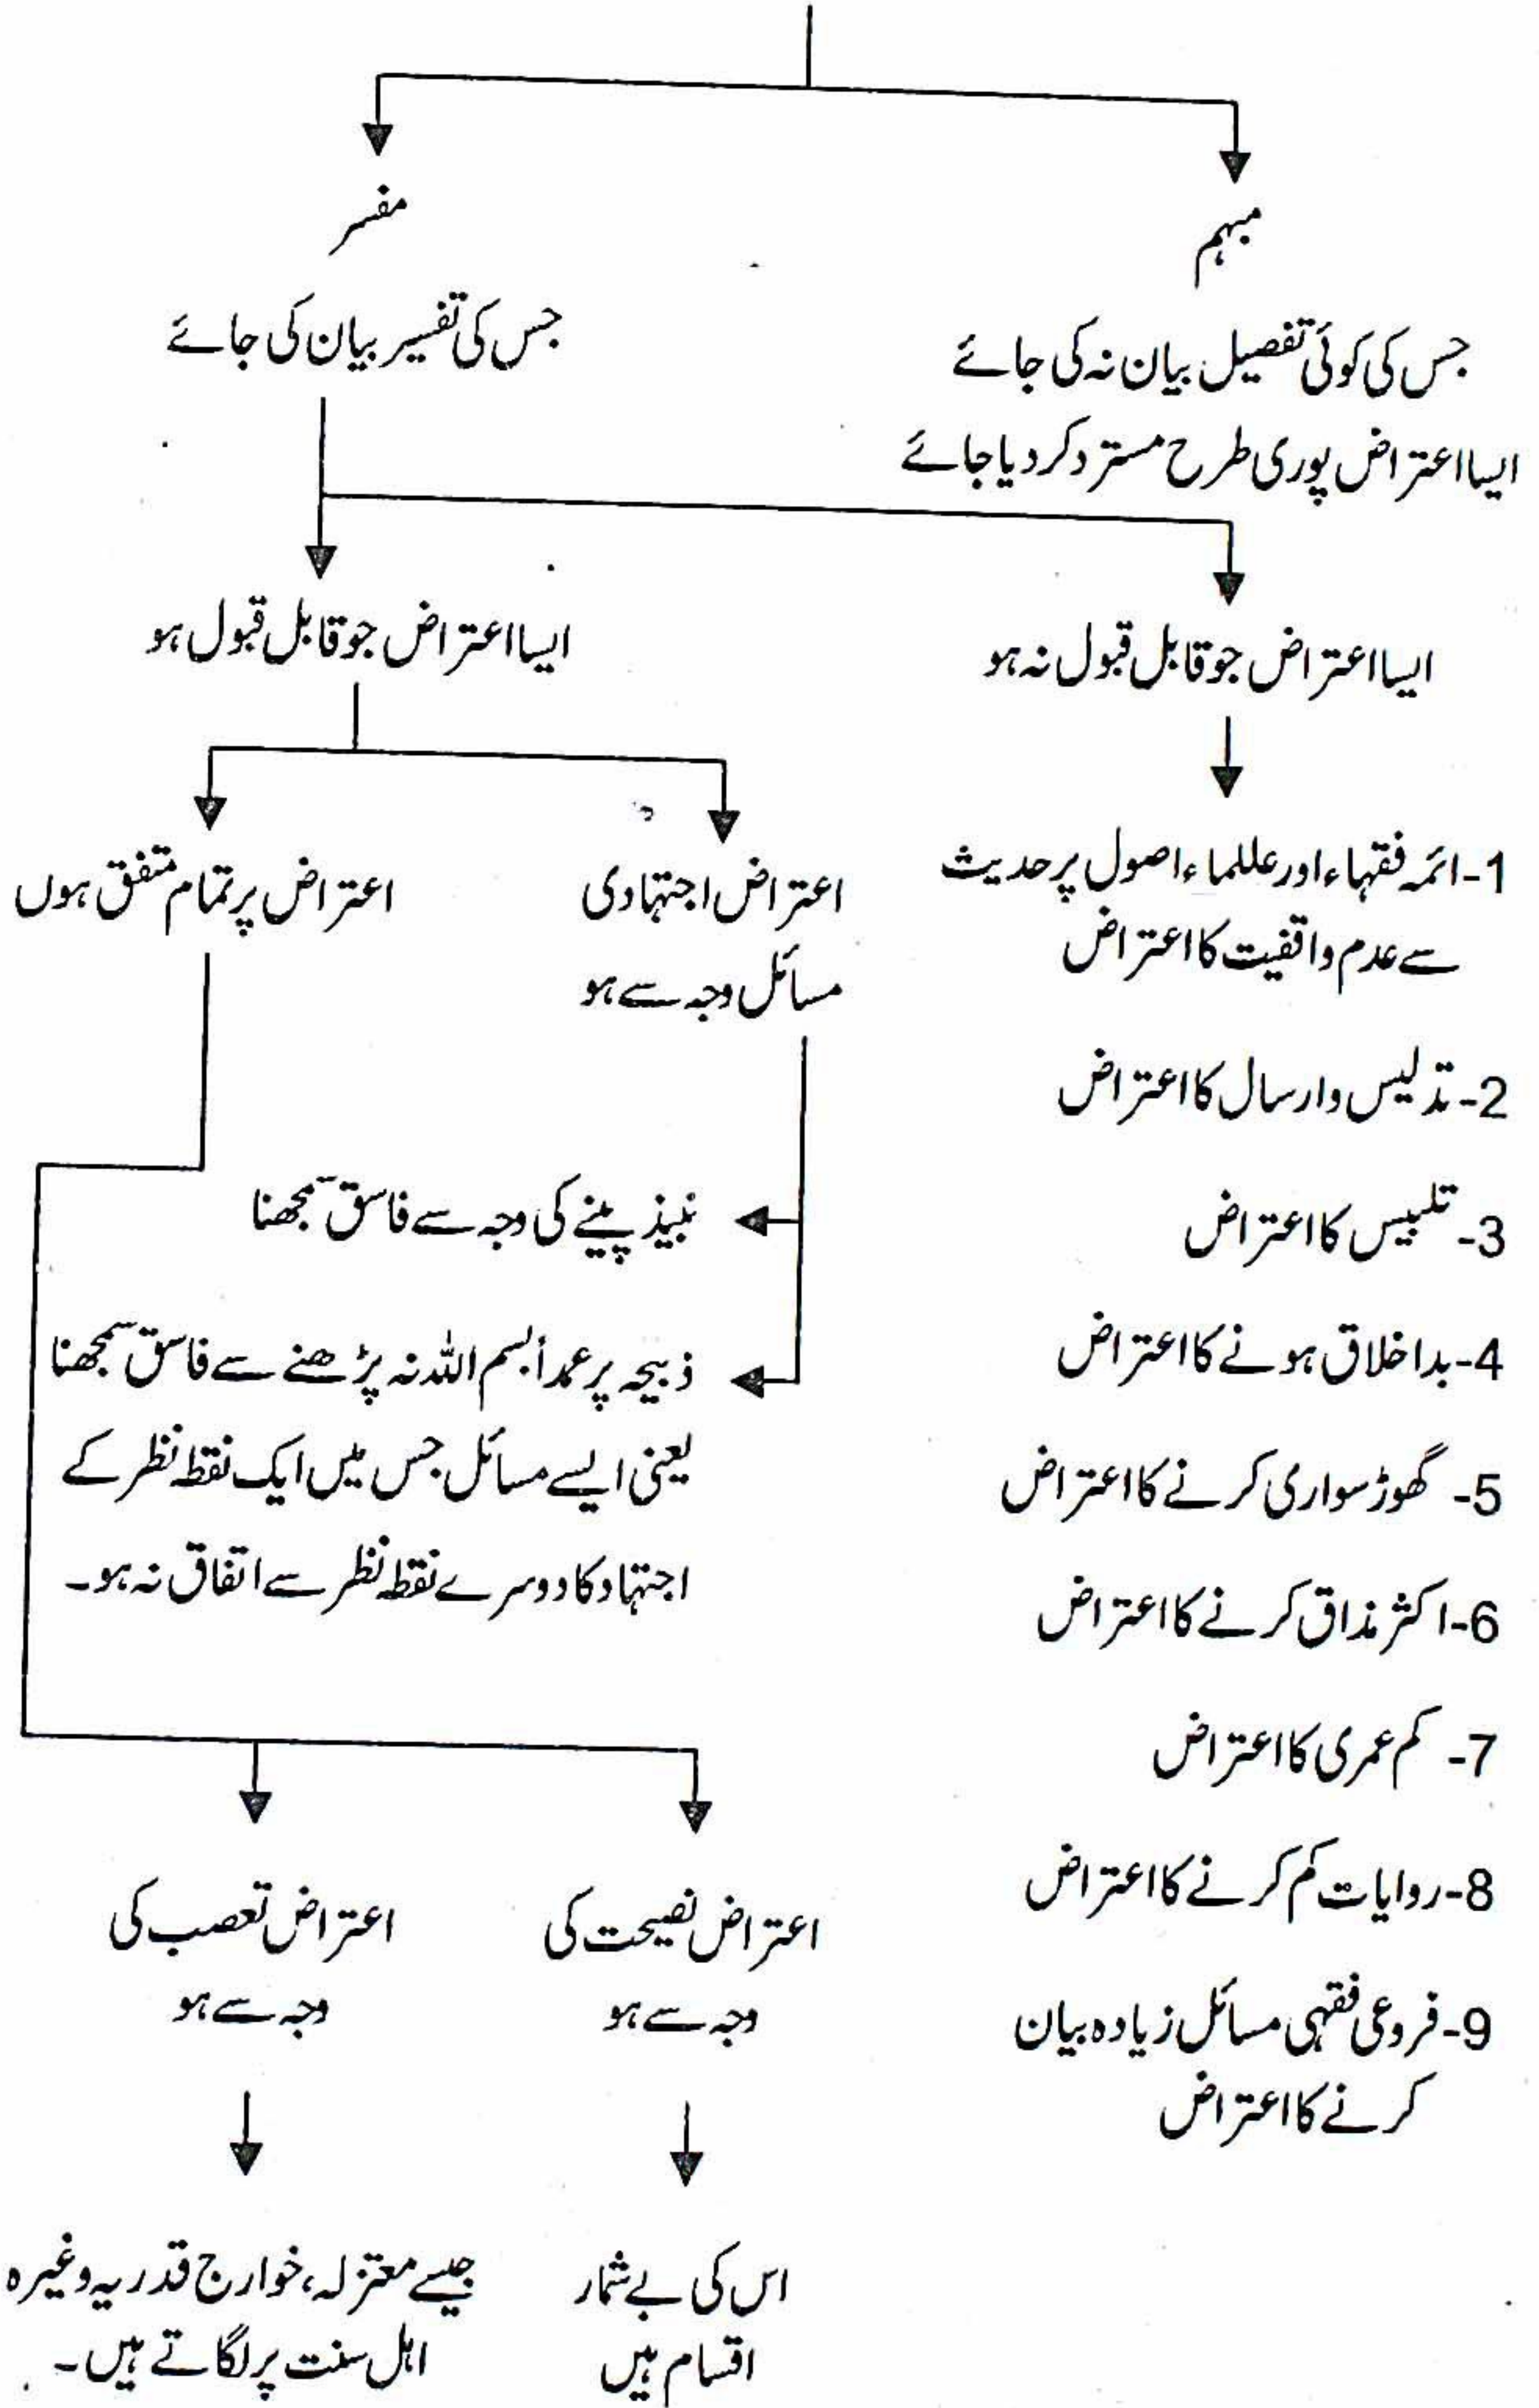 مبہم
جس کی کوئی تفصیل بیان نہ کی جائے
ایسا اعتراض پوری طرح مسترد کر دیا جائے
مفسر
جس کی تفسیر بیان کی جائے
ایسا اعتراض جو قابل قبول نہ ہو
1- ائمہ فقہاء اور عللماء اصول پر حدیث
سے عدم واقفیت کا اعتراض
2- تدلیس وارسال کا اعتراض
3- تلبیس کا اعتراض
4- بداخلاق ہونے کا اعتراض
5- گھوڑسواری کرنے کا اعتراض
6- اکثر مذاق کرنے کا اعتراض
7- کم عمری کا اعتراض
8- روایات کم کرنے کا اعتراض
9- فروعی فقہی مسائل زیادہ بیان
کرنے کا اعتراض
ایسا اعتراض جو قابل قبول ہو
اعتراض اجتہادی
مسائل وجہ سے ہو
نبیذ پینے کی وجہ سے فاسق سمجھنا
ذبیحہ پر عمداً بسم اللہ نہ پڑھنے سے فاسق سمجھنا
یعنی ایسے مسائل جس میں ایک نقطہ نظر کے
اجتہاد کا دوسرے نقطہ نظر سے اتفاق نہ ہو۔
اعتراض پر تمام متفق ہوں
اعتراض نصیحت کی
وجہ سے ہو
اس کی بے شمار
اقسام ہیں
اعتراض تعصب کی
وجہ سے ہو
جیسے معتزلہ، خوارج قدریہ وغیرہ
اہل سنت پر لگاتے ہیں۔